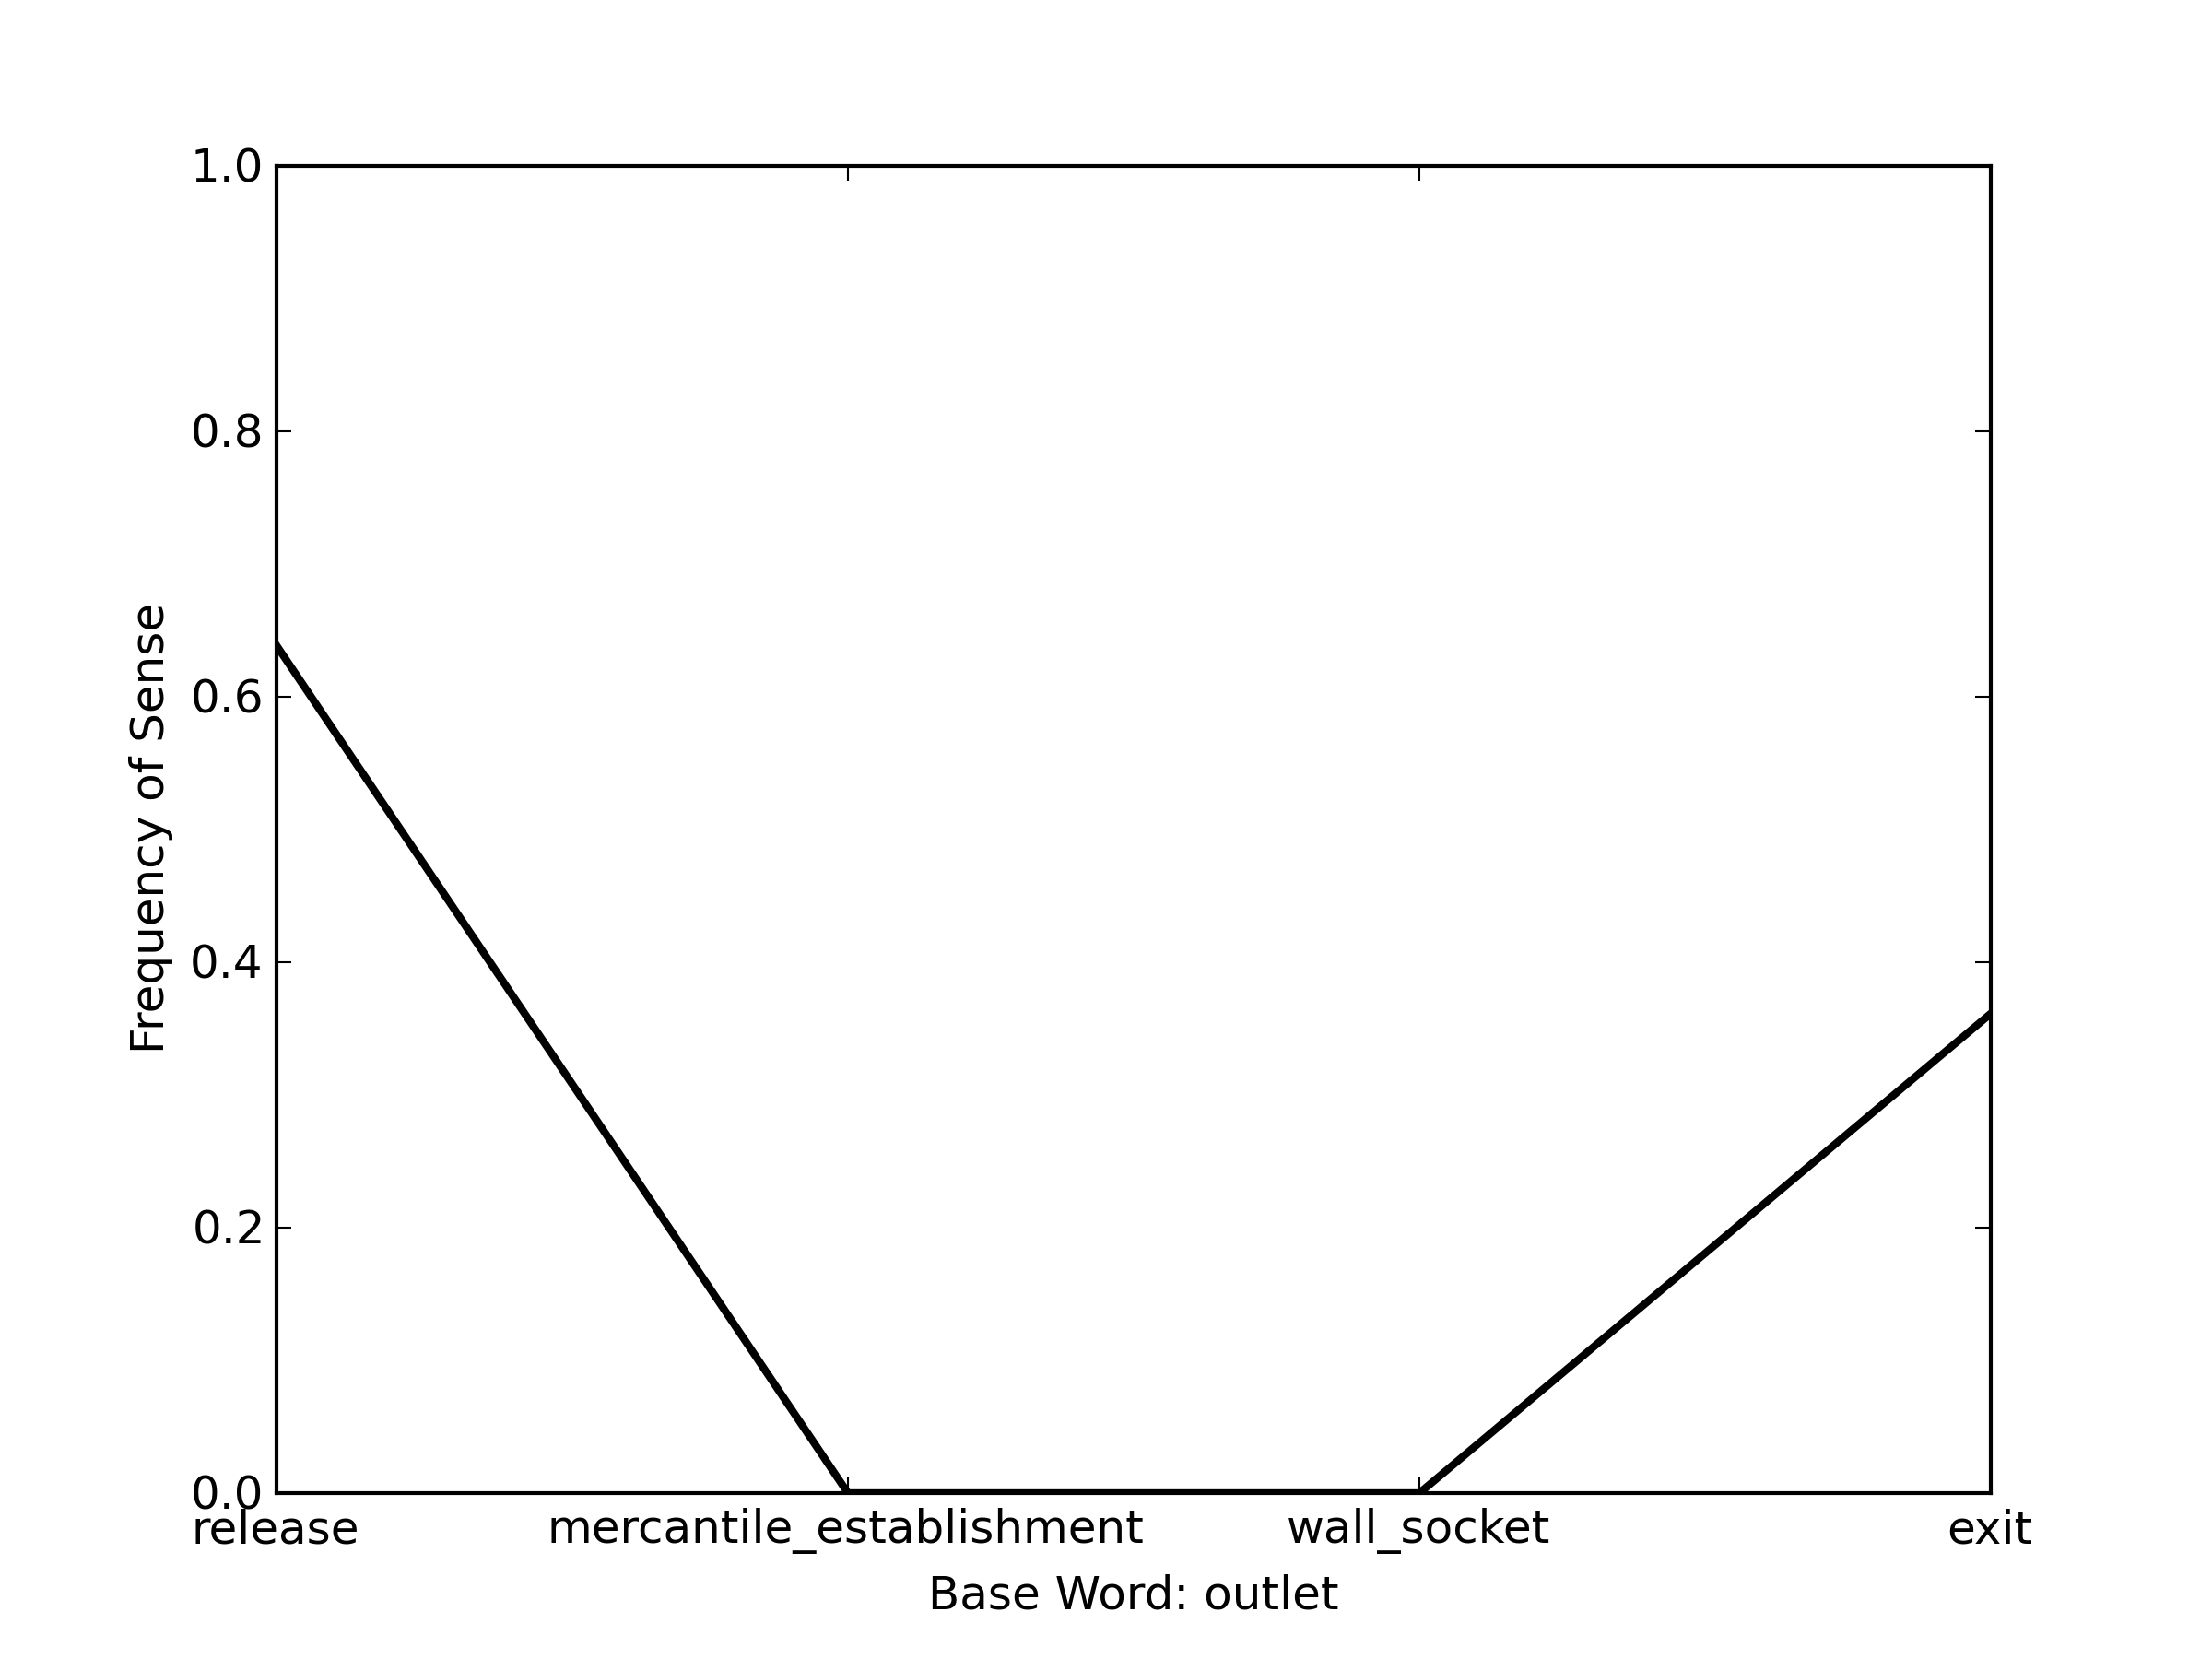 1.0
0.8
0.6
0.4
0.2
0.0
Frequency of Sense
release mercantile_establishment wall_socket exit
Base Word: outlet